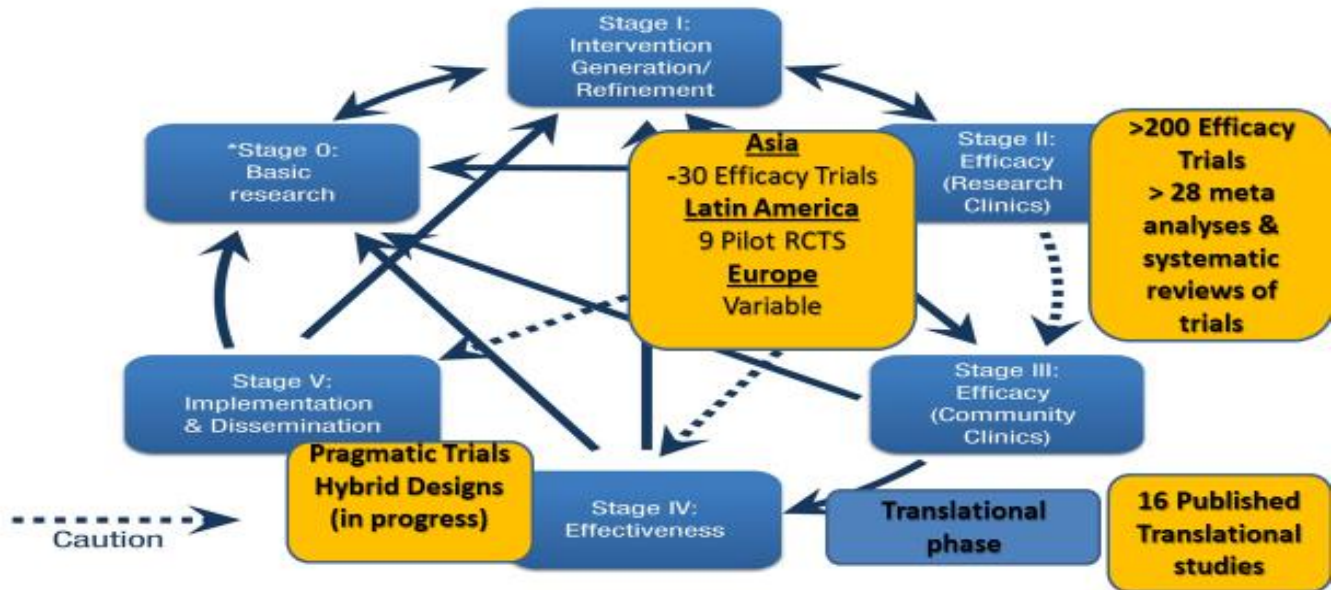 Stage I:
Intervention
Generation/
Refinement
*Stage 0:
Basic
research
Asia
-30 Efficacy Trials
Latin America
9 Pilot RCTS
Europe
Variable
Stage II:
Efficacy
(Research
Clinics)
>200 Efficacy
Trials
> 28 meta
analyses &
systematic
reviews of
trials
Stage V:
Implementation
& Dissemination
Stage III:
Efficacy
(Community
Clinics)
Pragmatic Trials
Hybrid Designs
(in progress)
Stage IV:
Effectiveness
Translational
phase
16 Published
Translational
studies
Caution